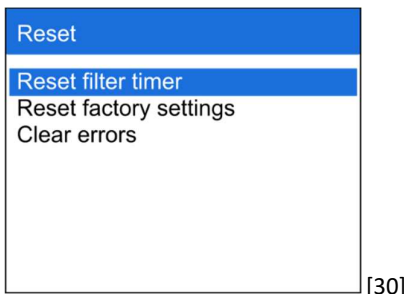 Reset
Reset filter timer
Reset factory settings
Clear errors
[30]